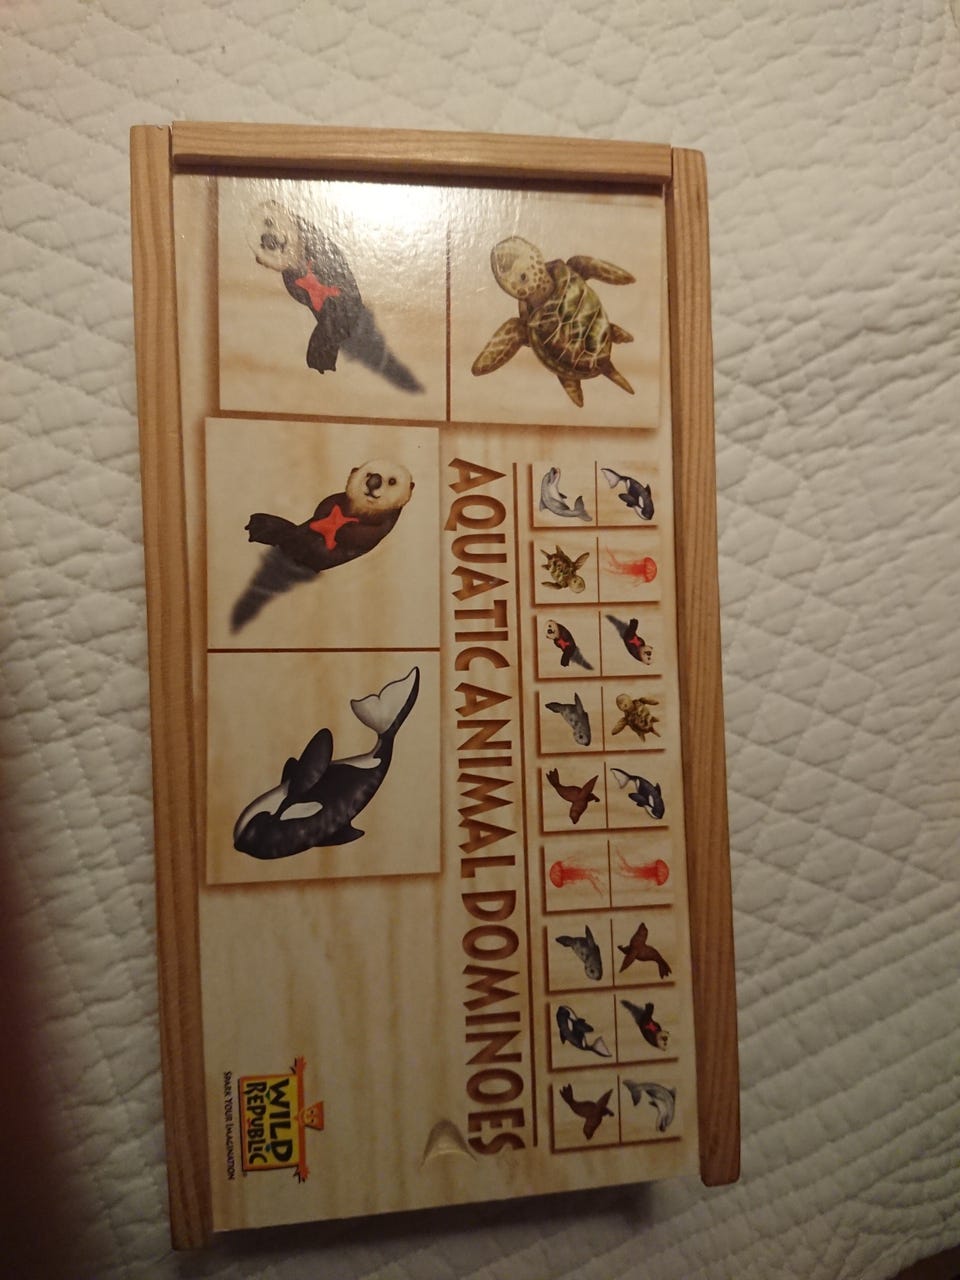 AQUATIC ANIMAL DOMINOES
WILD
REPUBLIC
SPARK YOUR IMAGINATION